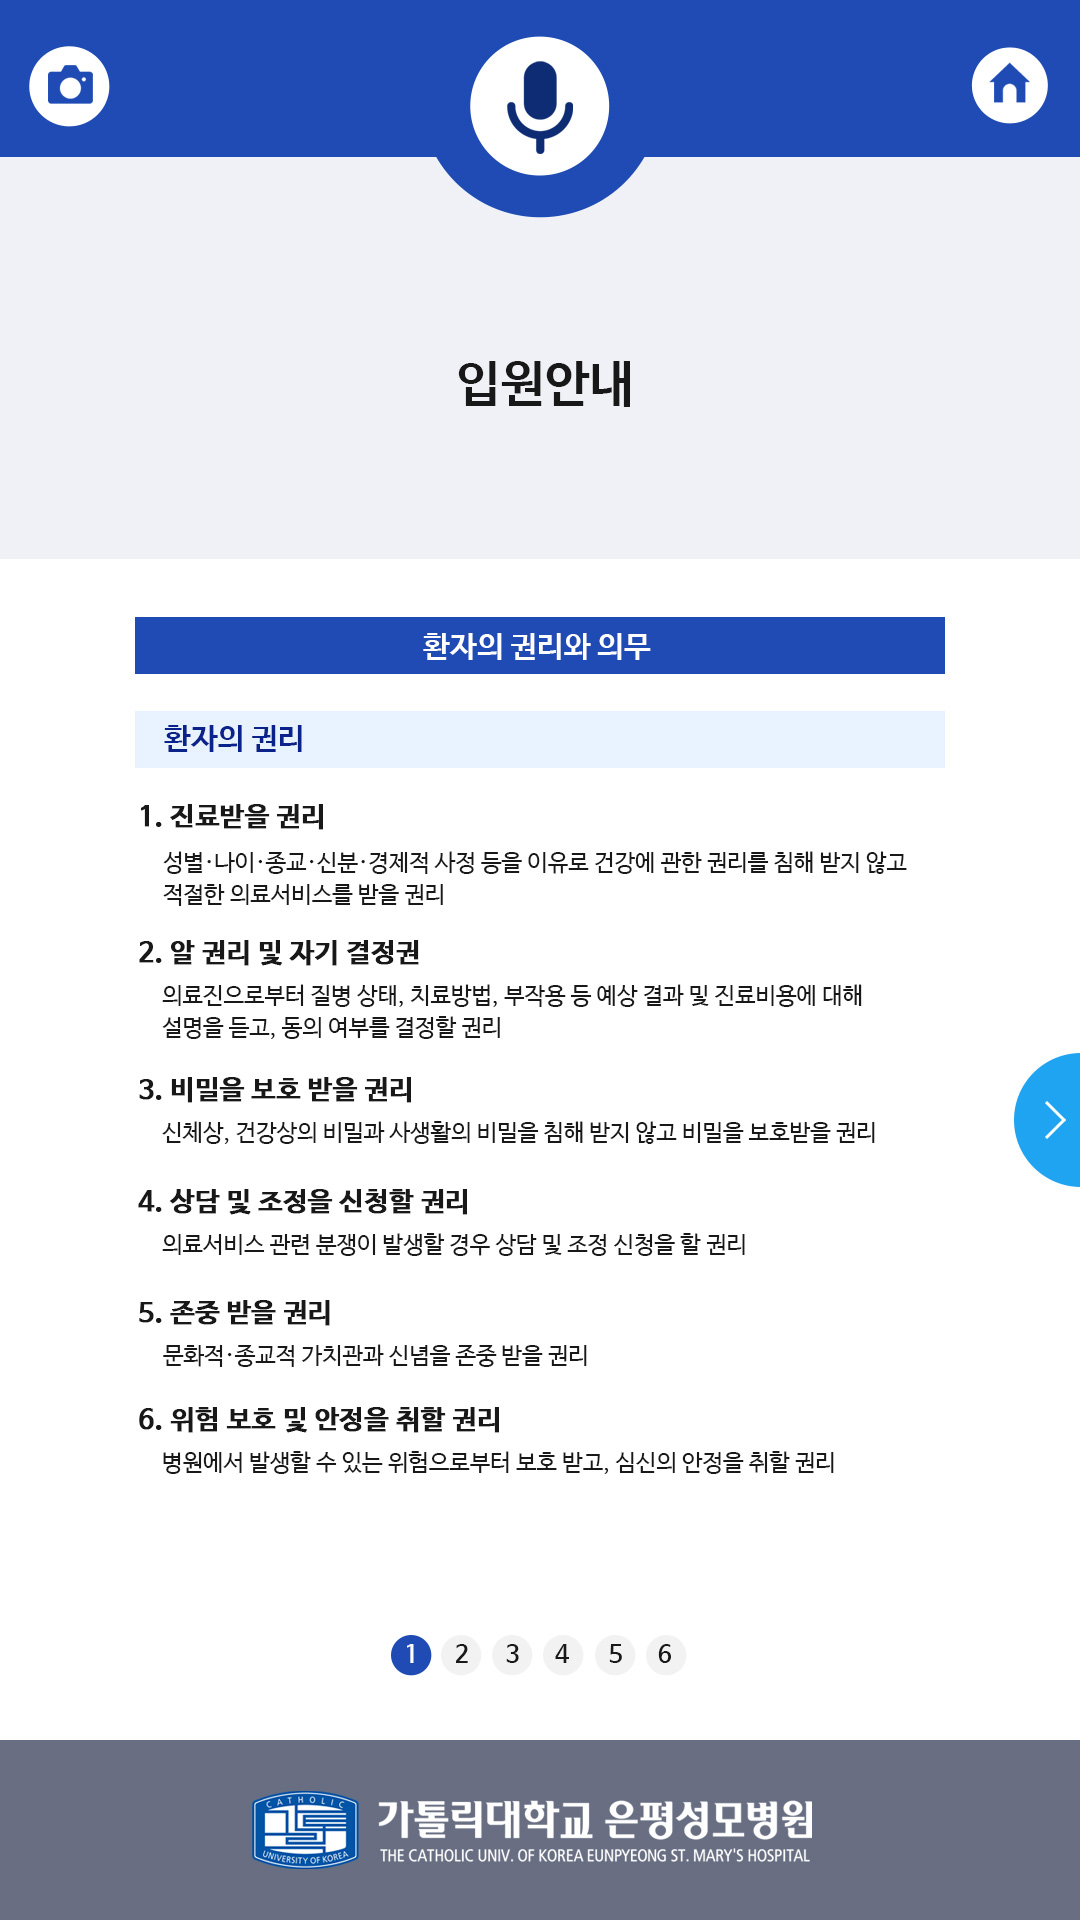 입원안내
환자의 권리와 의무
환자의 권리
1. 진료받을 권리
성별·나이·종교·신분·경제적 사정 등을 이유로 건강에 관한 권리를 침해 받지 않고
적절한 의료서비스를 받을 권리
2. 알 권리 및 자기 결정권
의료진으로부터 질병 상태, 치료방법, 부작용 등 예상 결과 및 진료비용에 대해
설명을 듣고, 동의 여부를 결정할 권리
3. 비밀을 보호 받을 권리
신체상, 건강상의 비밀과 사생활의 비밀을 침해 받지 않고 비밀을 보호받을 권리
4. 상담 및 조정을 신청할 권리
의료서비스 관련 분쟁이 발생할 경우 상담 및 조정 신청을 할 권리
5. 존중 받을 권리
문화적·종교적 가치관과 신념을 존중 받을 권리
6. 위험 보호 및 안정을 취할 권리
병원에서 발생할 수 있는 위험으로부터 보호 받고, 심신의 안정을 취할 권리
1 2 3 4 5 6
CATHOLIC
UNIVERSITY OF KOREA
가톨릭대학교 은평성모병원
THE CATHOLIC UNIV. OF KOREA EUNPYEONG ST. MARY'S HOSPITAL